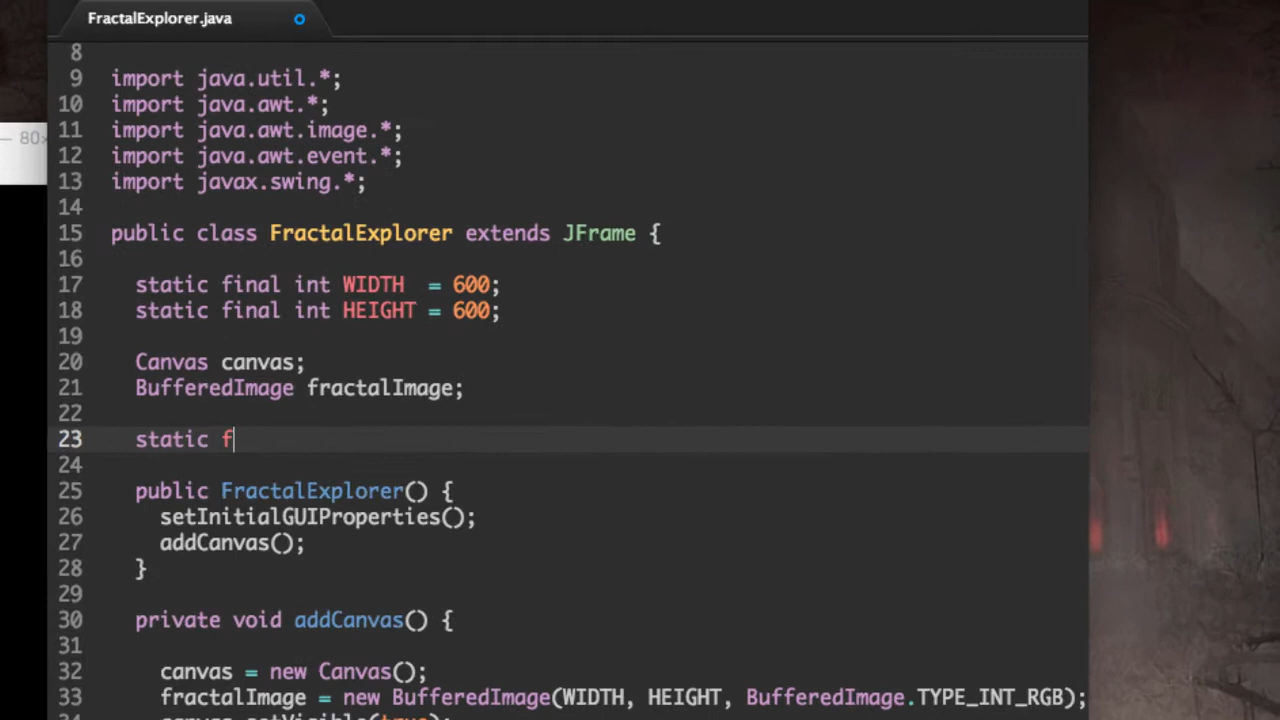 FractalExplorer.java
8
9 import java.util.*;
10 import java.awt.*;
11 import java.awt.image.*;
12 import java.awt.event.*;
13 import javax.swing.*;
14
15 public class FractalExplorer extends JFrame {
16
17 static final int WIDTH  = 600;
18 static final int HEIGHT = 600;
19
20 Canvas canvas;
21 BufferedImage fractalImage;
22
23 static f
24
25 public FractalExplorer() {
26 setInitialGUIProperties();
27 addCanvas();
28 }
29
30 private void addCanvas() {
31
32 canvas = new Canvas();
33 fractalImage = new BufferedImage(WIDTH, HEIGHT, BufferedImage.TYPE_INT_RGB);
34 canvas.setVisible(true);